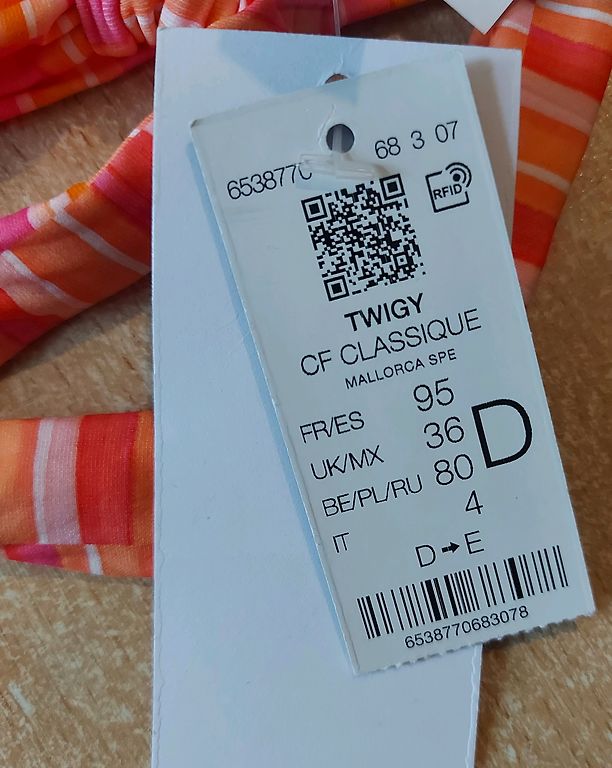 6538770 68 3 07
RFID
TWIGY
CF CLASSIQUE
MALLORCA SPE
FR/ES 95
UK/MX 36 D
BE/PL/RU 80
IT 4
D➞E
6538770683078